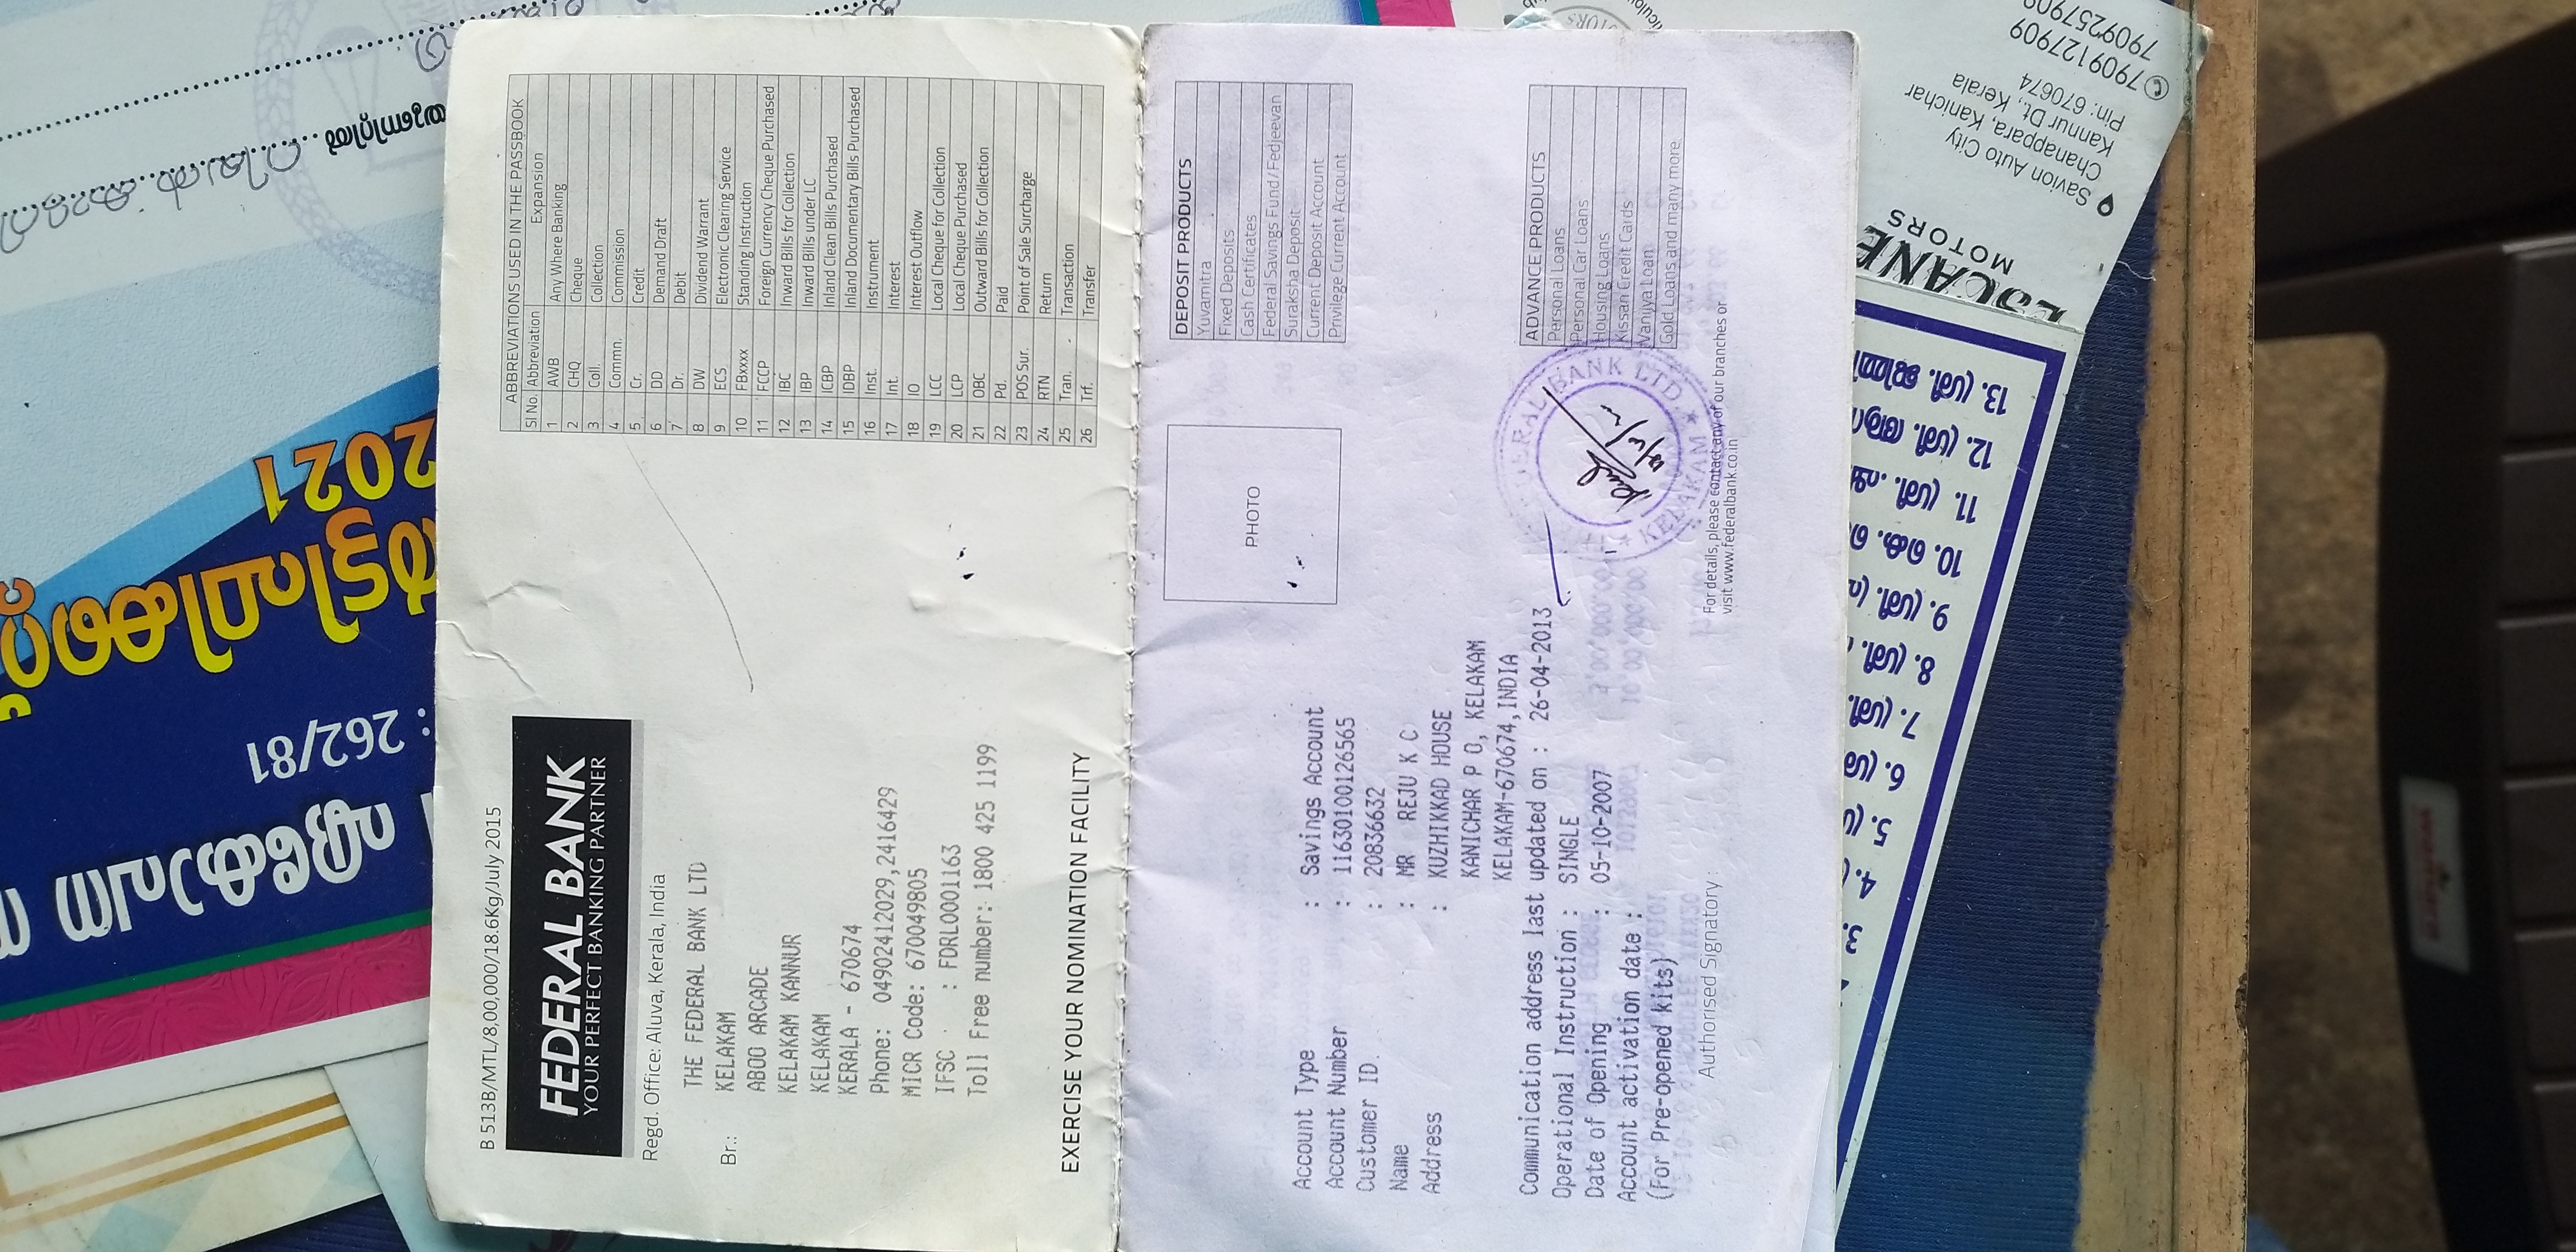 ഏകോപന സ
: 262/81
2021
യൂണിറ്റിൽ
B 513B/MTL/8,00,000/18.6Kg/July 2015
FEDERAL BANK
YOUR PERFECT BANKING PARTNER
Regd. Office: Aluva, Kerala, India
THE FEDERAL BANK LTD
Br.: KELAKAM
ABOO ARCADE
KELAKAM KANNUR
KELAKAM
KERALA - 670674
Phone: 04902412029,2416429
MICR Code: 670049805
IFSC : FDRL0001163
Toll Free number: 1800 425 1199
EXERCISE YOUR NOMINATION FACILITY
ABBREVIATIONS USED IN THE PASSBOOK
Sl No. Abbreviation Expansion
1 AWB Any Where Banking
2 CHQ Cheque
3 Coll. Collection
4 Commn. Commission
5 Cr. Credit
6 DD Demand Draft
7 Dr. Debit
8 DW Dividend Warrant
9 ECS Electronic Clearing Service
10 FBxxxx Standing Instruction
11 FCCP Foreign Currency Cheque Purchased
12 IBC Inward Bills for Collection
13 IBP Inward Bills under LC
14 ICBP Inland Clean Bills Purchased
15 IDBP Inland Documentary Bills Purchased
16 Inst. Instrument
17 Int. Interest
18 IO Interest Outflow
19 LCC Local Cheque for Collection
20 LCP Local Cheque Purchased
21 OBC Outward Bills for Collection
22 Pd. Paid
23 POS Sur. Point of Sale Surcharge
24 RTN Return
25 Tran. Transaction
26 Trf. Transfer
PHOTO
DEPOSIT PRODUCTS
Yuvamitra
Fixed Deposits
Cash Certificates
Federal Savings Fund/Fedjeevan
Suraksha Deposit
Current Deposit Account
Privilege Current Account
Account Type : Savings Account
Account Number : 11630100126565
Customer ID : 20836632
Name : MR REJU K C
Address : KUZHIKKAD HOUSE
KANICHAR P O, KELAKAM
KELAKAM-670674,INDIA
Communication address last updated on : 26-04-2013
Operational Instruction : SINGLE
Date of Opening : 05-10-2007
Account activation date :
(For Pre-opened kits)
Authorised Signatory :
FEDERAL BANK LTD
★ KELAKAM ★
ADVANCE PRODUCTS
Personal Loans
Personal Car Loans
Housing Loans
Kissan Credit Cards
Vanijya Loan
Gold Loans and many more
For details, please contact any of our branches or
visit www.federalbank.co.in
3.
4. (
5. (ശ
6. (ശ്ര
7. (ശ്രീ.
8. (ശ്രീ.
9. (ശ്രീ.
10. കെ.
11. (ശ്രീ.
12. (ശ്രീ.
13. (ശ്രീ. ജിമ്മി
MOTORS
Savion Auto City
Chanappara, Kanichar
Kannur Dt., Kerala
Pin: 670674
7909127909